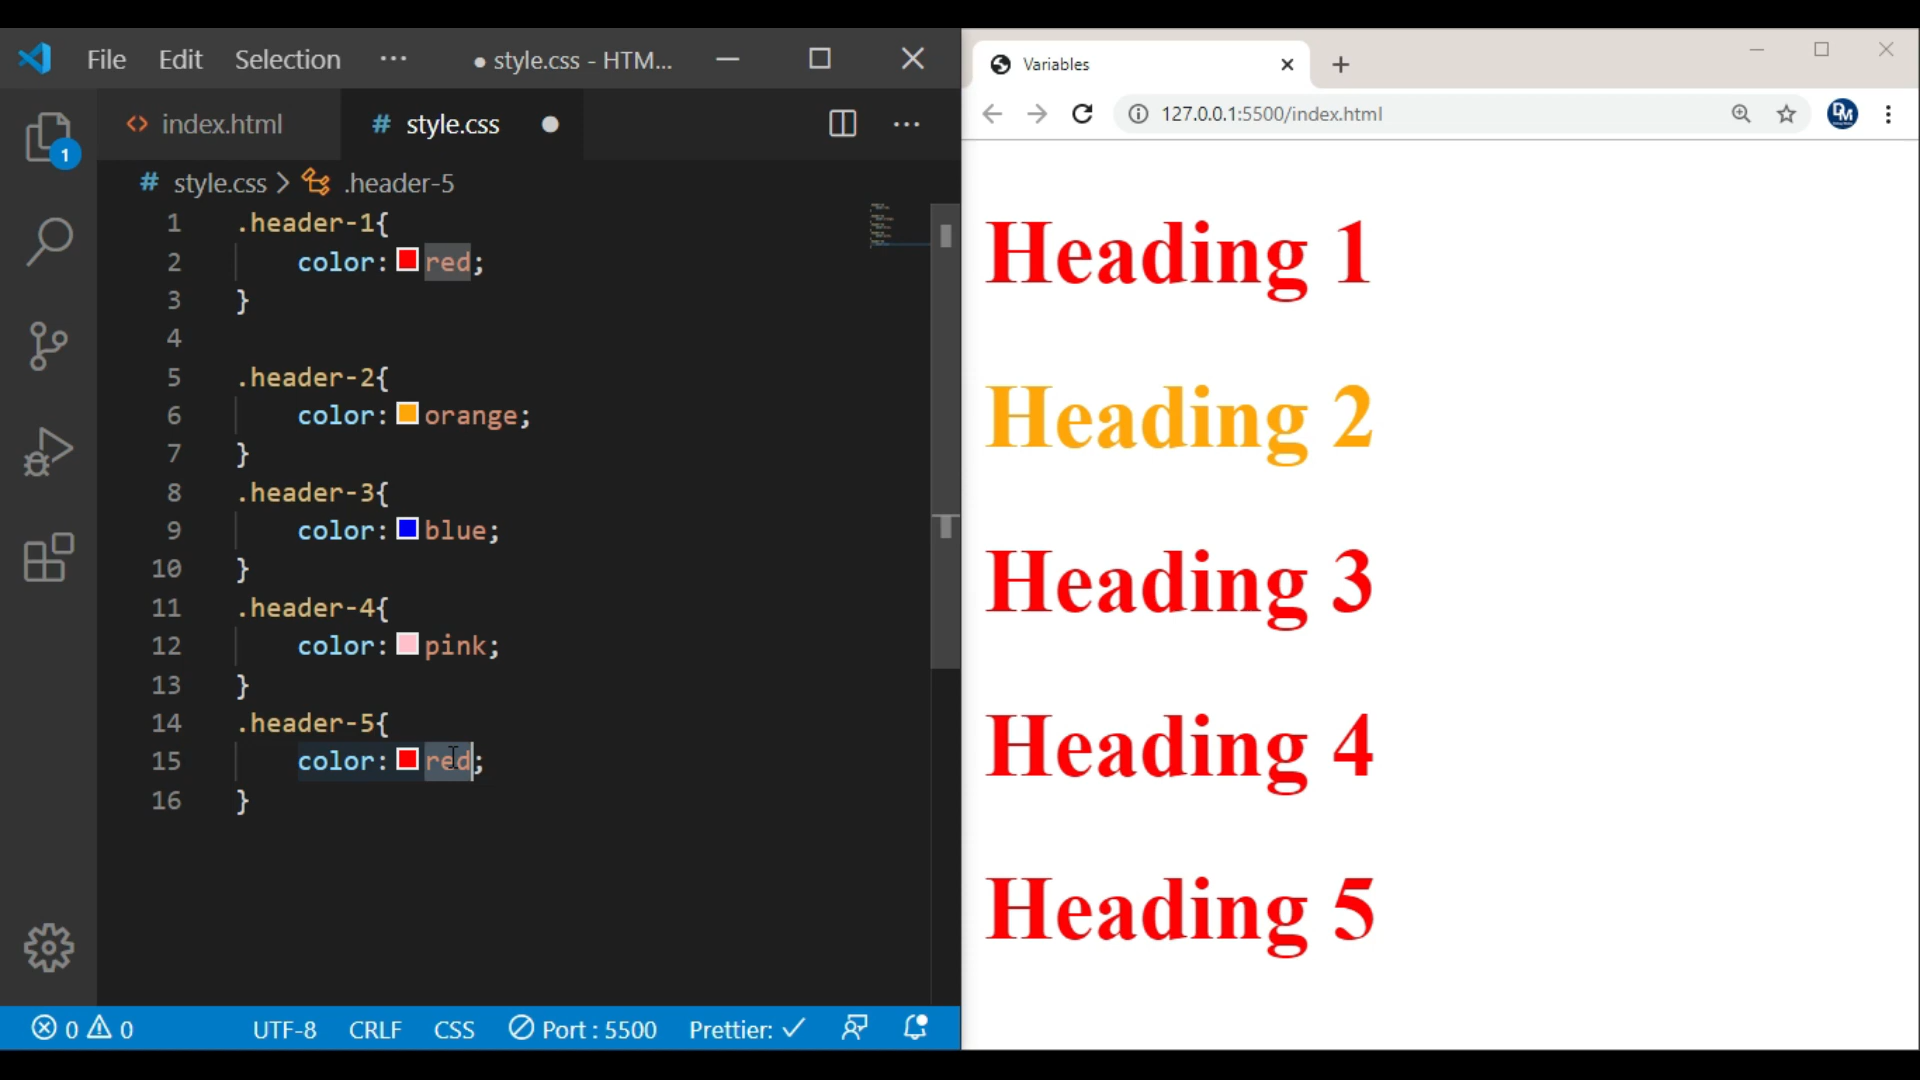 File Edit Selection ··· ● style.css - HTM...
index.html # style.css ●
# style.css > .header-5
1 .header-1{
2 color: red;
3 }
4
5 .header-2{
6 color: orange;
7 }
8 .header-3{
9 color: blue;
10 }
11 .header-4{
12 color: pink;
13 }
14 .header-5{
15 color: red;
16 }
1
0 0 UTF-8 CRLF CSS Port : 5500 Prettier: ✓
Variables
127.0.0.1:5500/index.html
DM
Heading 1
Heading 2
Heading 3
Heading 4
Heading 5